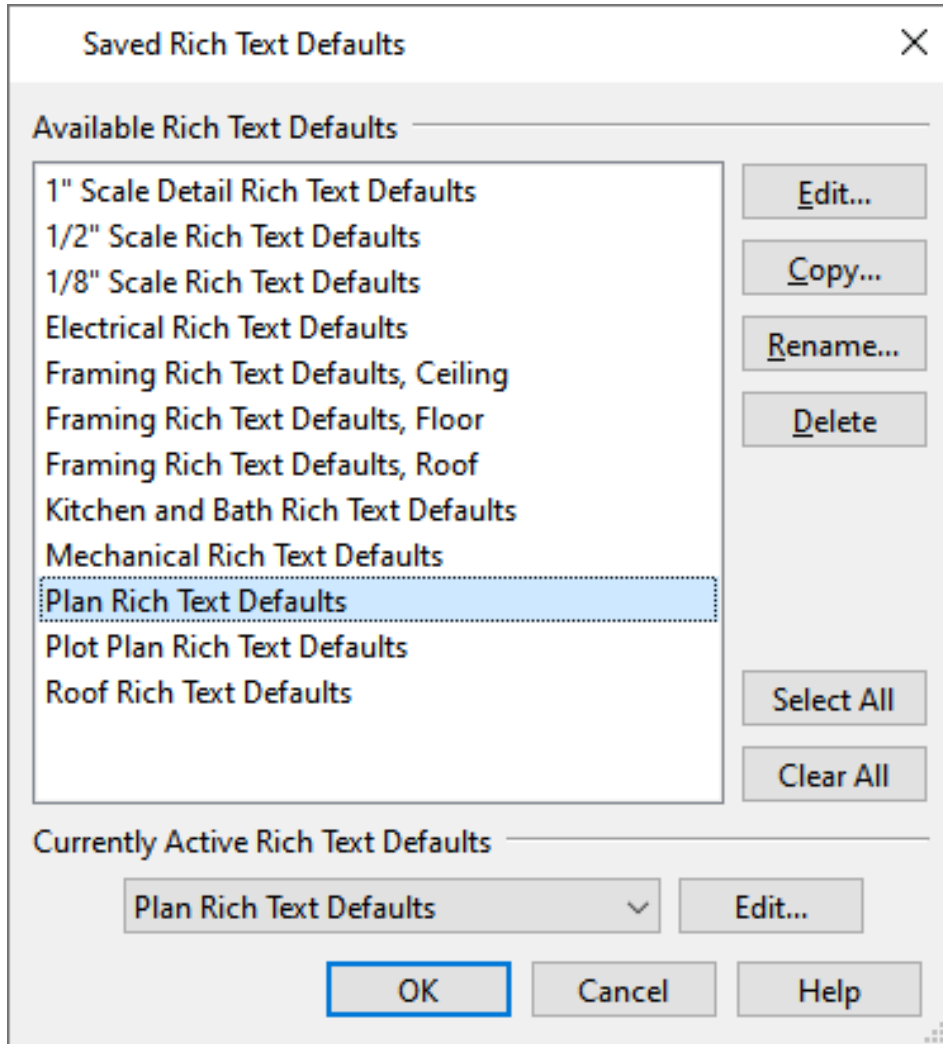 Saved Rich Text Defaults
Available Rich Text Defaults
1" Scale Detail Rich Text Defaults
1/2" Scale Rich Text Defaults
1/8" Scale Rich Text Defaults
Electrical Rich Text Defaults
Framing Rich Text Defaults, Ceiling
Framing Rich Text Defaults, Floor
Framing Rich Text Defaults, Roof
Kitchen and Bath Rich Text Defaults
Mechanical Rich Text Defaults
Plan Rich Text Defaults
Plot Plan Rich Text Defaults
Roof Rich Text Defaults
Edit...
Copy...
Rename...
Delete
Select All
Clear All
Currently Active Rich Text Defaults
Plan Rich Text Defaults
Edit...
OK
Cancel
Help